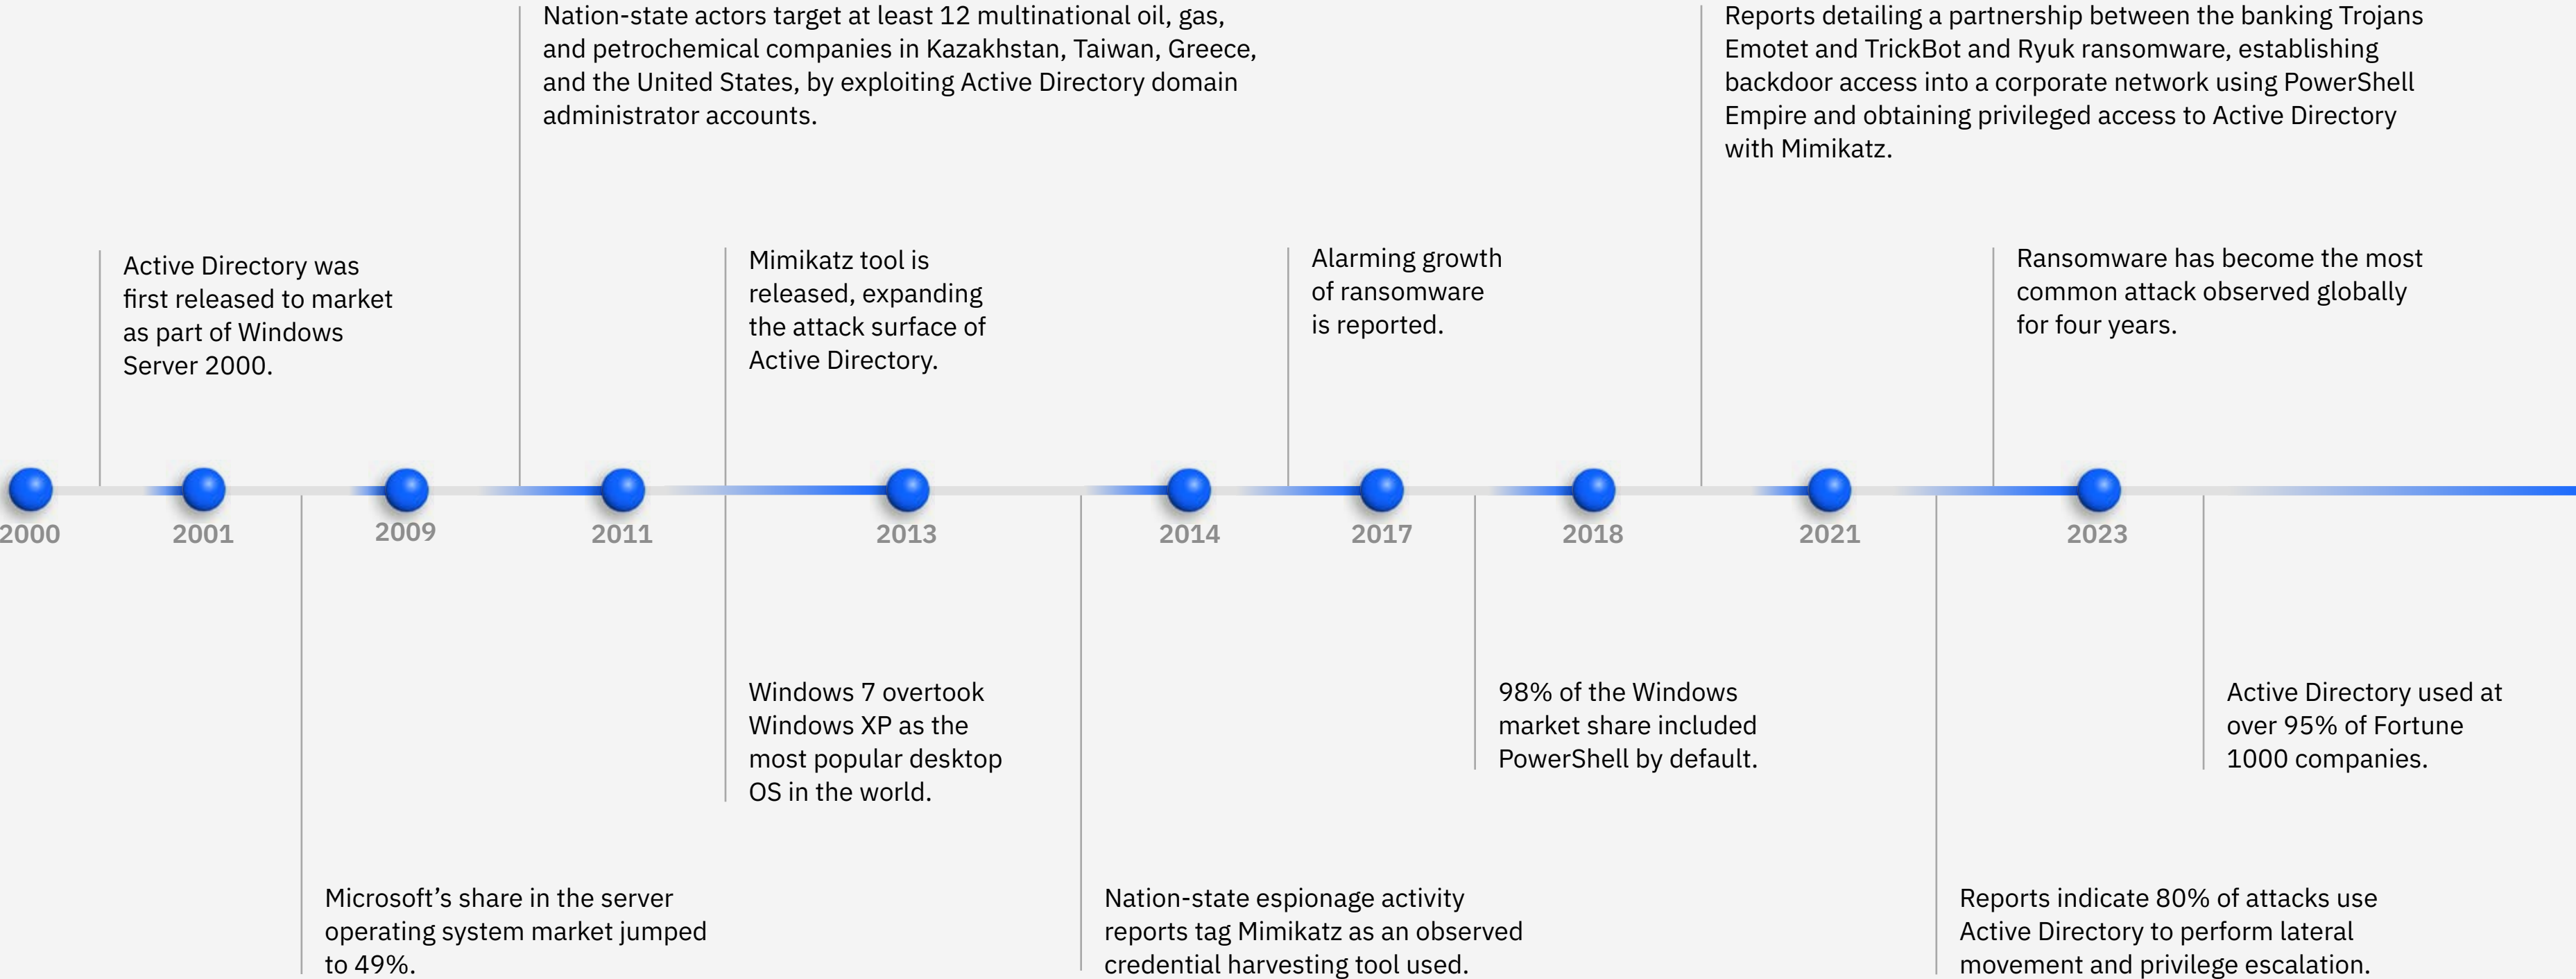 Nation-state actors target at least 12 multinational oil, gas,
and petrochemical companies in Kazakhstan, Taiwan, Greece,
and the United States, by exploiting Active Directory domain
administrator accounts.
Reports detailing a partnership between the banking Trojans
Emotet and TrickBot and Ryuk ransomware, establishing
backdoor access into a corporate network using PowerShell
Empire and obtaining privileged access to Active Directory
with Mimikatz.
Active Directory was
first released to market
as part of Windows
Server 2000.
Mimikatz tool is
released, expanding
the attack surface of
Active Directory.
Alarming growth
of ransomware
is reported.
Ransomware has become the most
common attack observed globally
for four years.
2000
2001
2009
2011
2013
2014
2017
2018
2021
2023
Windows 7 overtook
Windows XP as the
most popular desktop
OS in the world.
98% of the Windows
market share included
PowerShell by default.
Active Directory used at
over 95% of Fortune
1000 companies.
Microsoft’s share in the server
operating system market jumped
to 49%.
Nation-state espionage activity
reports tag Mimikatz as an observed
credential harvesting tool used.
Reports indicate 80% of attacks use
Active Directory to perform lateral
movement and privilege escalation.